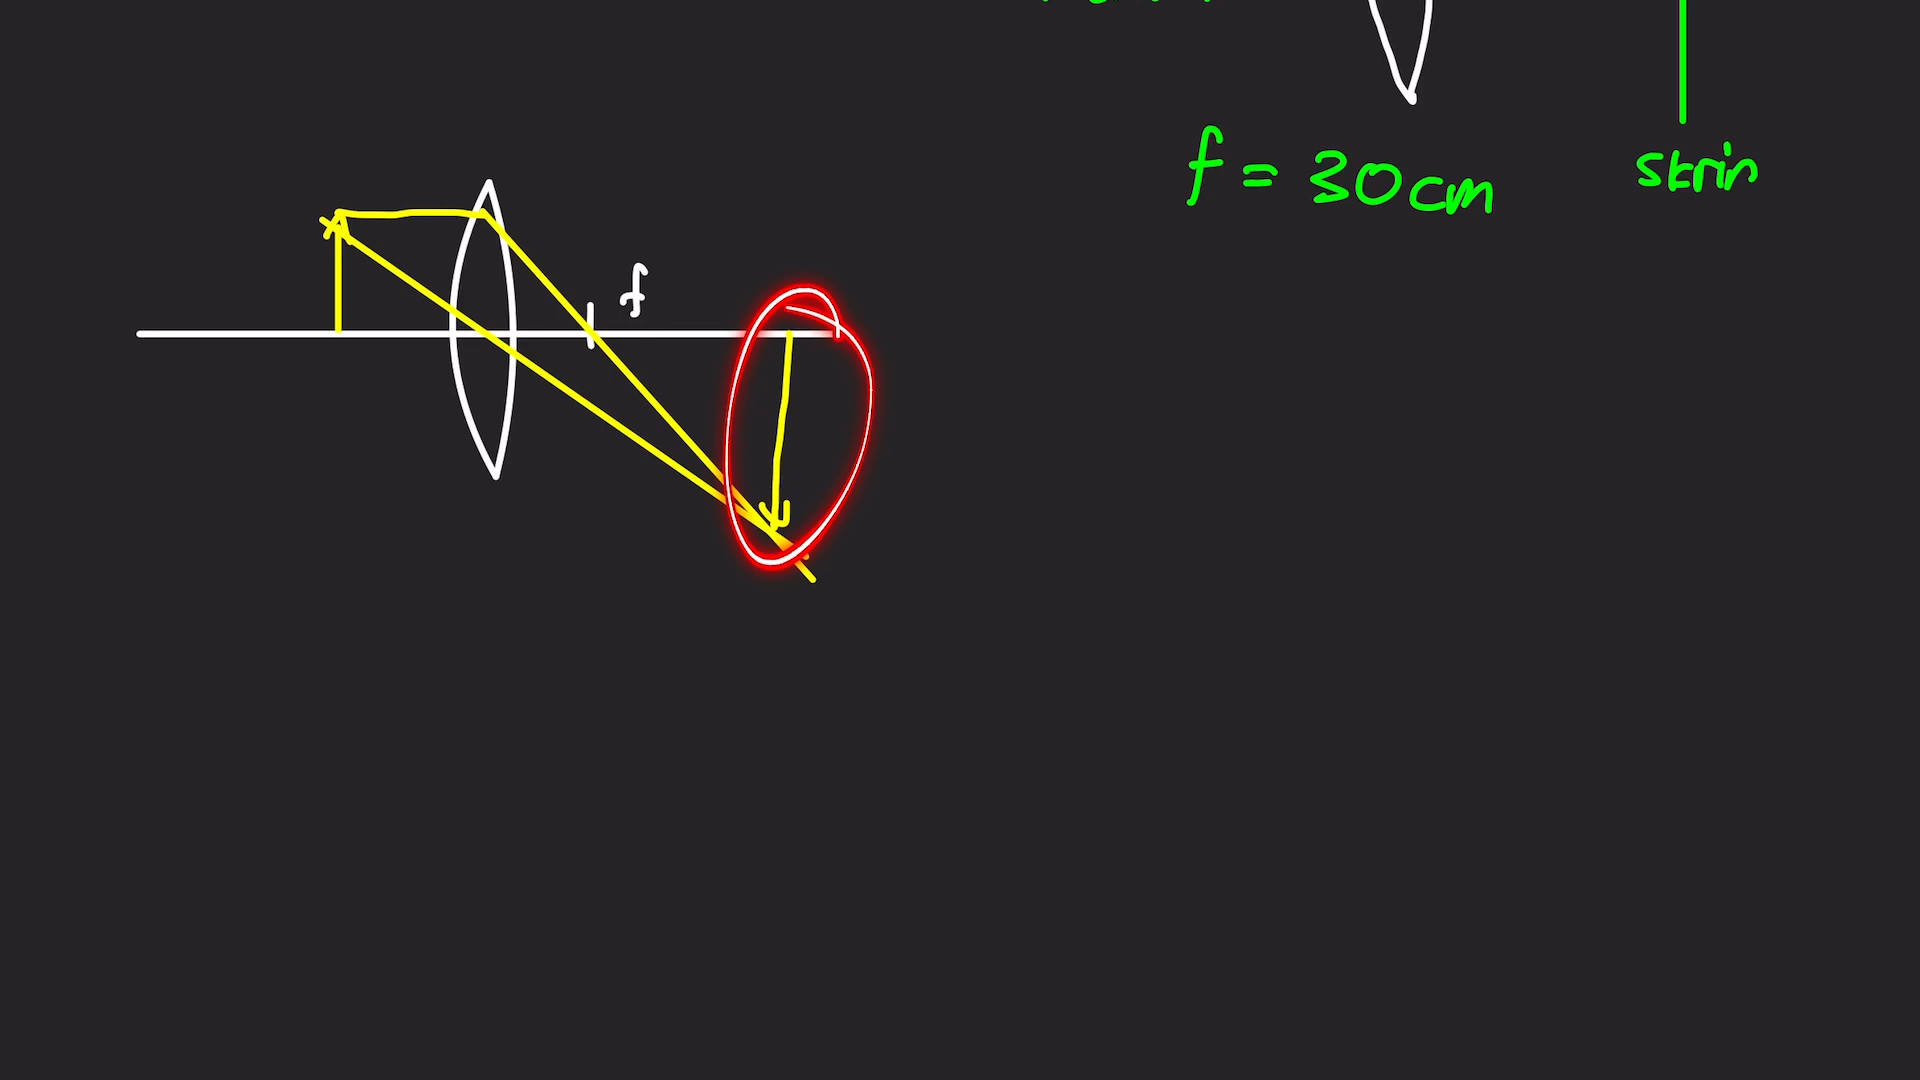 f = 30cm
skrin
f